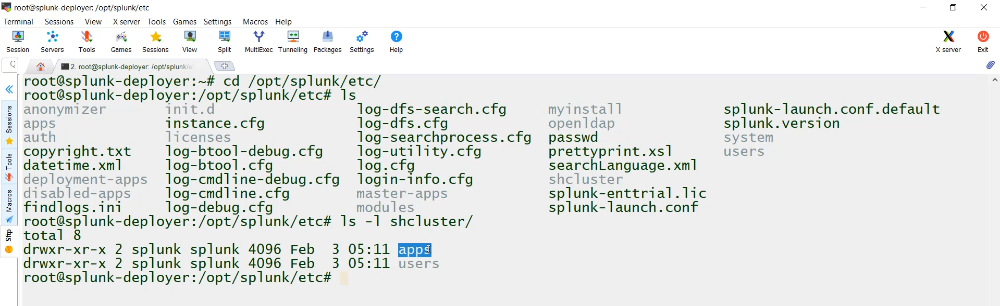 root@splunk-deployer: /opt/splunk/etc
Terminal Sessions View X server Tools Games Settings Macros Help
Session Servers Tools Games Sessions View Split MultiExec Tunneling Packages Settings Help X server Exit
2. root@splunk-deployer: /opt/splunk/et
Sessions
Tools
Macros
Sftp
root@splunk-deployer:~# cd /opt/splunk/etc/
root@splunk-deployer:/opt/splunk/etc# ls
anonymizer init.d log-dfs-search.cfg myinstall splunk-launch.conf.default
apps instance.cfg log-dfs.cfg openldap splunk.version
auth licenses log-searchprocess.cfg passwd system
copyright.txt log-btool-debug.cfg log-utility.cfg prettyprint.xsl users
datetime.xml log-btool.cfg log.cfg searchLanguage.xml
deployment-apps log-cmdline-debug.cfg login-info.cfg shcluster
disabled-apps log-cmdline.cfg master-apps splunk-enttrial.lic
findlogs.ini log-debug.cfg modules splunk-launch.conf
root@splunk-deployer:/opt/splunk/etc# ls -l shcluster/
total 8
drwxr-xr-x 2 splunk splunk 4096 Feb 3 05:11 apps
drwxr-xr-x 2 splunk splunk 4096 Feb 3 05:11 users
root@splunk-deployer:/opt/splunk/etc#